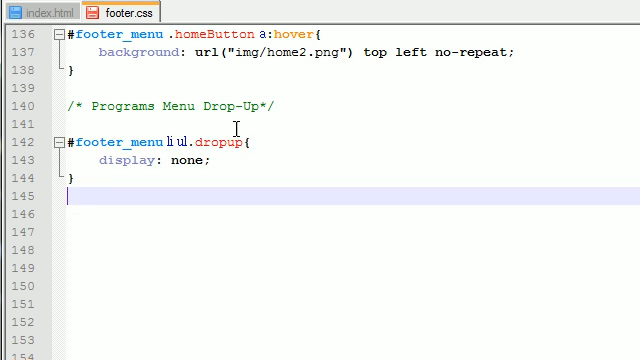 index.html footer.css
136 #footer_menu .homeButton a:hover{
137 background: url("img/home2.png") top left no-repeat;
138 }
139
140 /* Programs Menu Drop-Up*/
141
142 #footer_menu li ul.dropup{
143 display: none;
144 }
145
146
147
148
149
150
151
152
153
154